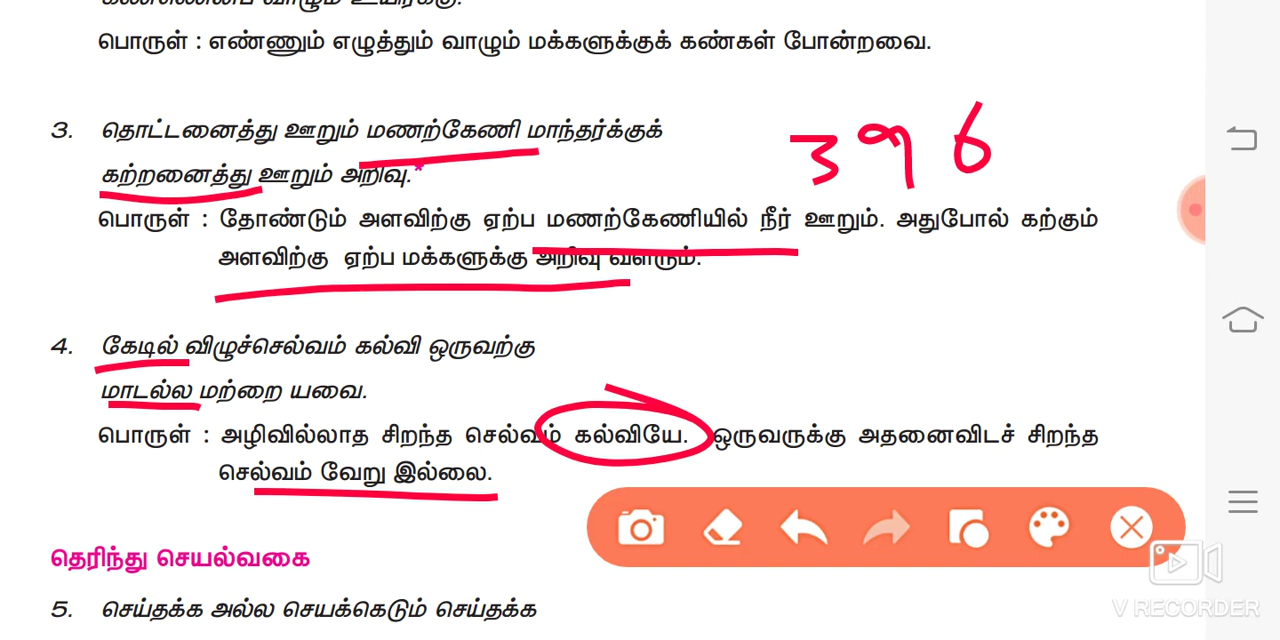 கண்ணென்ப வாழும் உயிர்க்கு.
பொருள் : எண்ணும் எழுத்தும் வாழும் மக்களுக்குக் கண்கள் போன்றவை.
3. தொட்டனைத்து ஊறும் மணற்கேணி மாந்தர்க்குக்
கற்றனைத்து ஊறும் அறிவு.*
396
பொருள் : தோண்டும் அளவிற்கு ஏற்ப மணற்கேணியில் நீர் ஊறும். அதுபோல் கற்கும்
அளவிற்கு ஏற்ப மக்களுக்கு அறிவு வளரும்.
4. கேடில் விழுச்செல்வம் கல்வி ஒருவற்கு
மாடல்ல மற்றை யவை.
பொருள் : அழிவில்லாத சிறந்த செல்வம் கல்வியே. ஒருவருக்கு அதனைவிடச் சிறந்த
செல்வம் வேறு இல்லை.
தெரிந்து செயல்வகை
5. செய்தக்க அல்ல செயக்கெடும் செய்தக்க
V RECORDER